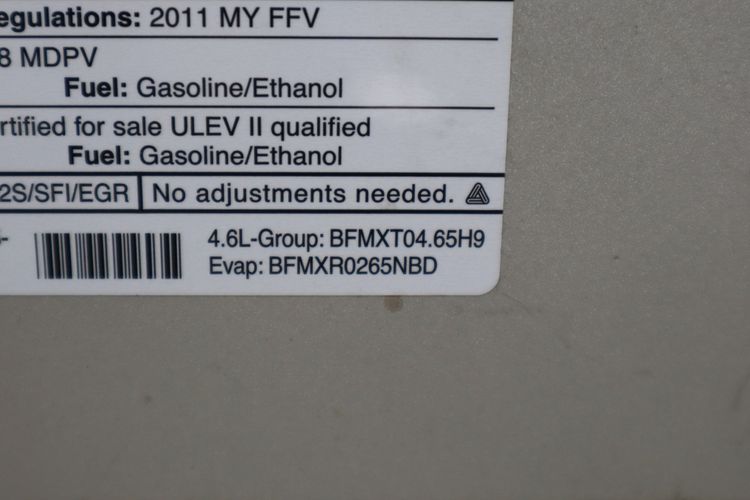 egulations: 2011 MY FFV
8 MDPV
Fuel: Gasoline/Ethanol
rtified for sale ULEV II qualified
Fuel: Gasoline/Ethanol
2S/SFI/EGR No adjustments needed.
4.6L-Group: BFMXT04.65H9
Evap: BFMXR0265NBD